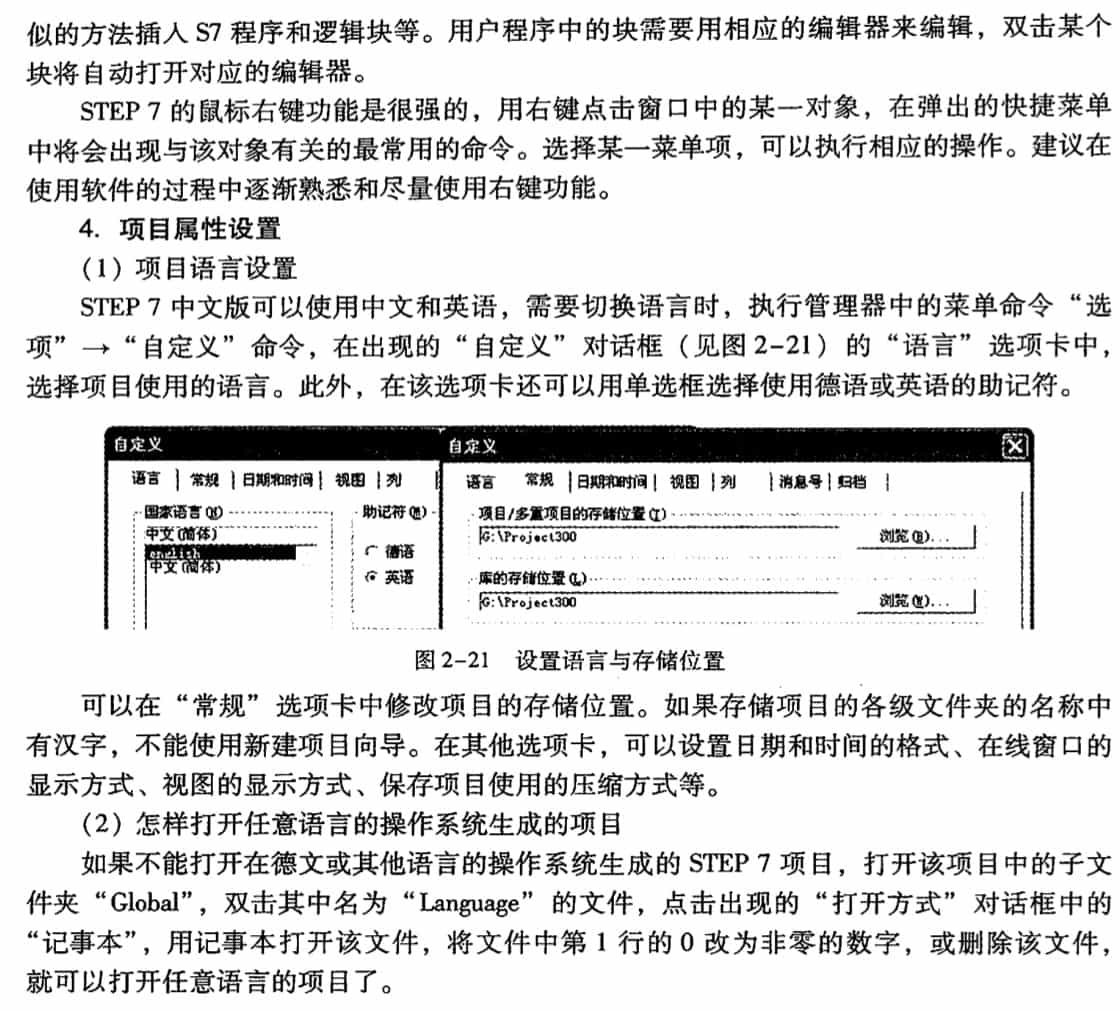 似的方法插入 S7 程序和逻辑块等。用户程序中的块需要用相应的编辑器来编辑，双击某个
块将自动打开对应的编辑器。
STEP 7 的鼠标右键功能是很强的，用右键点击窗口中的某一对象，在弹出的快捷菜单
中将会出现与该对象有关的最常用的命令。选择某一菜单项，可以执行相应的操作。建议在
使用软件的过程中逐渐熟悉和尽量使用右键功能。
4. 项目属性设置
（1）项目语言设置
STEP 7 中文版可以使用中文和英语，需要切换语言时，执行管理器中的菜单命令“选
项”→“自定义”命令，在出现的“自定义”对话框（见图 2-21）的“语言”选项卡中，
选择项目使用的语言。此外，在该选项卡还可以用单选框选择使用德语或英语的助记符。
自定义
语言 常规 日期和时间 视图 列
国家语言(N) 助记符(M)
中文(简体)
english
中文(简体)
德语
英语
自定义
语言 常规 日期和时间 视图 列 消息号 归档
项目/多重项目的存储位置(T)
G:\Project300 浏览(B)...
库的存储位置(L)
G:\Project300 浏览(W)...
图 2-21 设置语言与存储位置
可以在“常规”选项卡中修改项目的存储位置。如果存储项目的各级文件夹的名称中
有汉字，不能使用新建项目向导。在其他选项卡，可以设置日期和时间的格式、在线窗口的
显示方式、视图的显示方式、保存项目使用的压缩方式等。
（2）怎样打开任意语言的操作系统生成的项目
如果不能打开在德文或其他语言的操作系统生成的 STEP 7 项目，打开该项目中的子文
件夹“Global”，双击其中名为“Language”的文件，点击出现的“打开方式”对话框中的
“记事本”，用记事本打开该文件，将文件中第 1 行的 0 改为非零的数字，或删除该文件，
就可以打开任意语言的项目了。